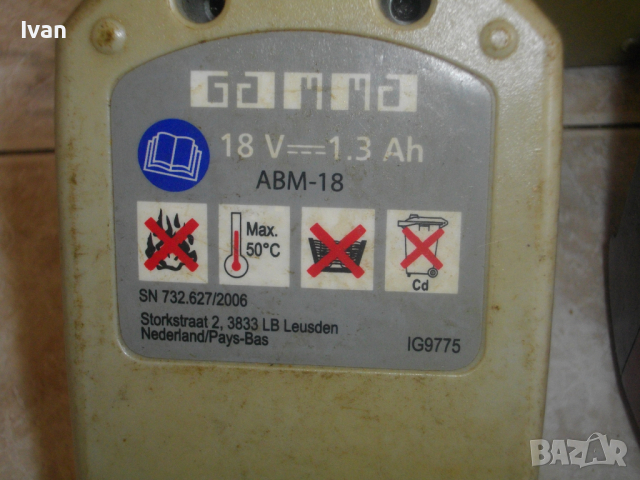 Ivan
GAMMA
18 V⎓1.3 Ah
ABM-18
Max.
50°C
Cd
SN 732.627/2006
Storkstraat 2, 3833 LB Leusden
Nederland/Pays-Bas
IG9775
BAZAR